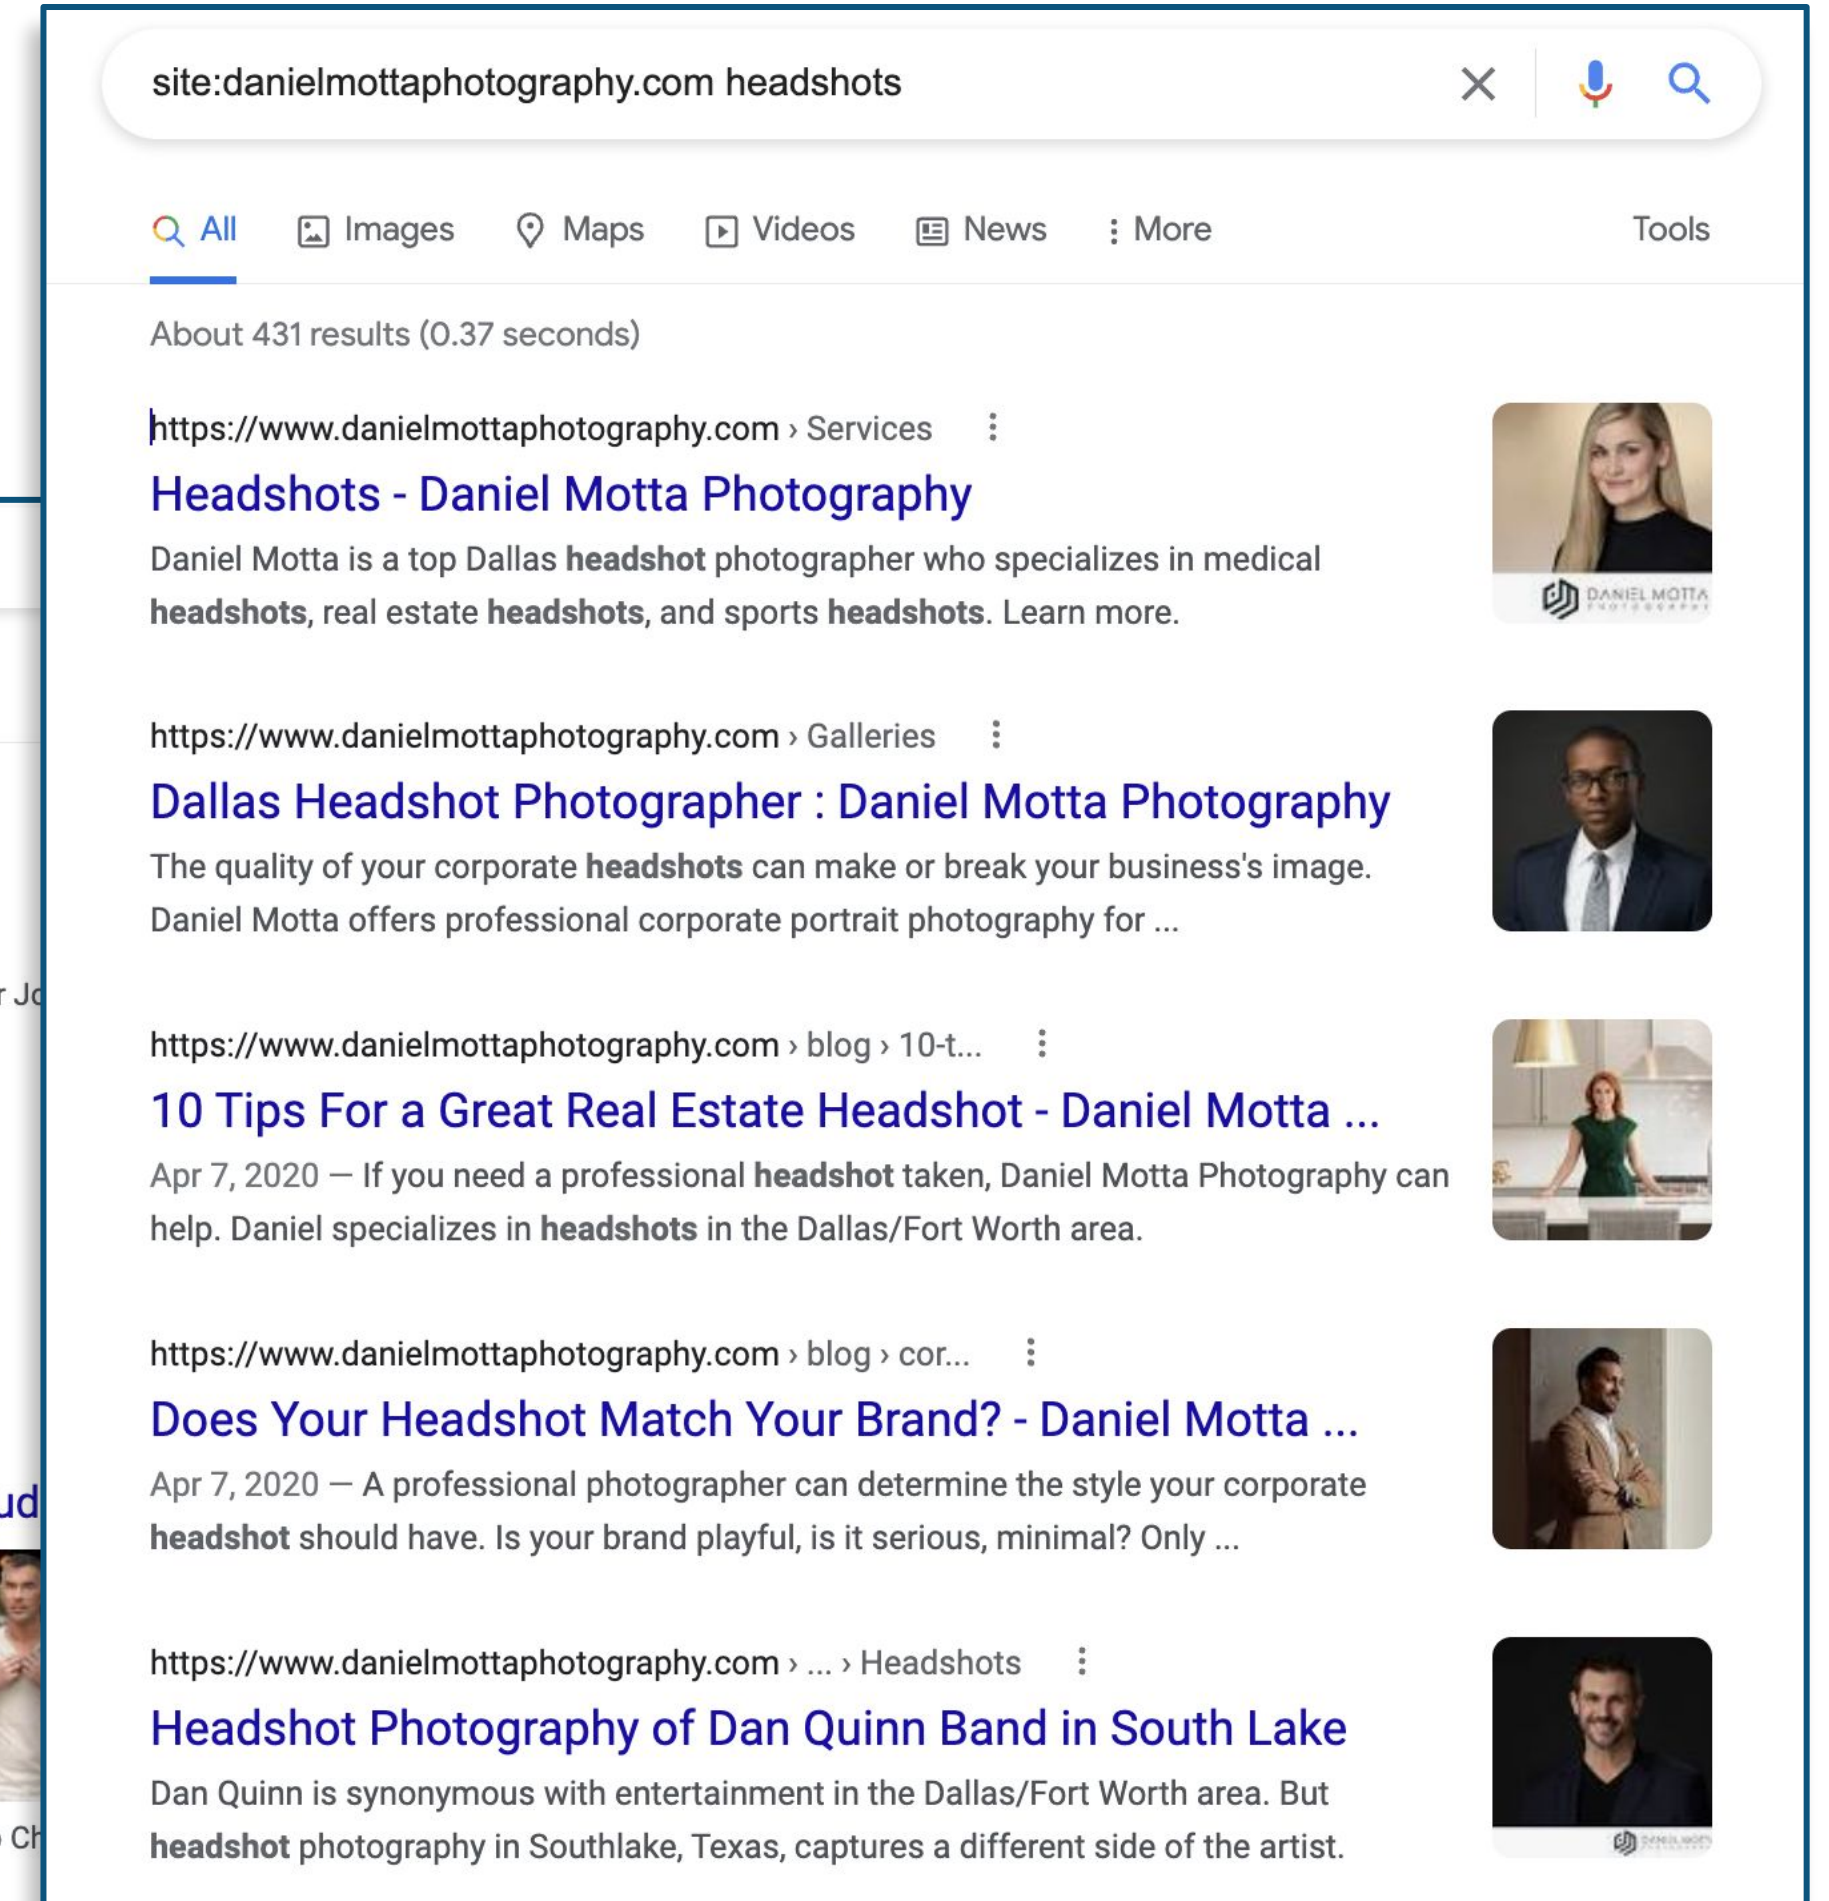 site:danielmottaphotography.com headshots
All
Images
Maps
Videos
News
More
Tools
About 431 results (0.37 seconds)
https://www.danielmottaphotography.com › Services
Headshots - Daniel Motta Photography
Daniel Motta is a top Dallas headshot photographer who specializes in medical
headshots, real estate headshots, and sports headshots. Learn more.
DANIEL MOTTA
PHOTOGRAPHY
https://www.danielmottaphotography.com › Galleries
Dallas Headshot Photographer : Daniel Motta Photography
The quality of your corporate headshots can make or break your business's image.
Daniel Motta offers professional corporate portrait photography for ...
https://www.danielmottaphotography.com › blog › 10-t...
10 Tips For a Great Real Estate Headshot - Daniel Motta ...
Apr 7, 2020 — If you need a professional headshot taken, Daniel Motta Photography can
help. Daniel specializes in headshots in the Dallas/Fort Worth area.
https://www.danielmottaphotography.com › blog › cor...
Does Your Headshot Match Your Brand? - Daniel Motta ...
Apr 7, 2020 — A professional photographer can determine the style your corporate
headshot should have. Is your brand playful, is it serious, minimal? Only ...
https://www.danielmottaphotography.com › ... › Headshots
Headshot Photography of Dan Quinn Band in South Lake
Dan Quinn is synonymous with entertainment in the Dallas/Fort Worth area. But
headshot photography in Southlake, Texas, captures a different side of the artist.